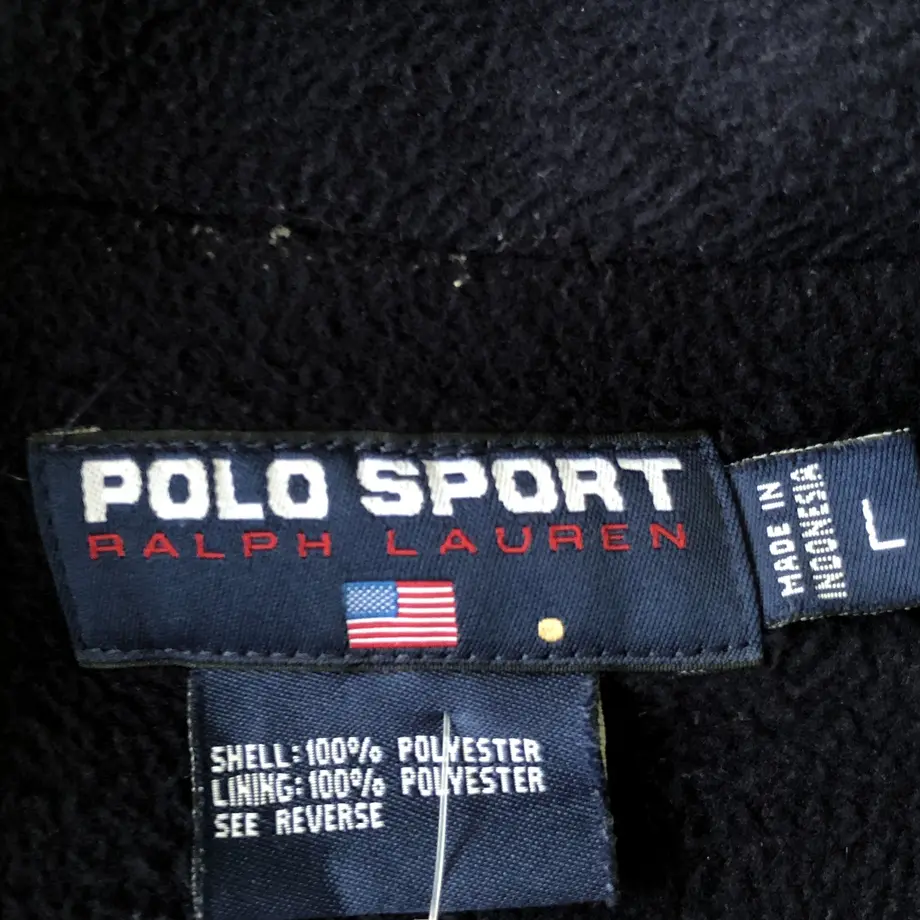 POLO SPORT
RALPH LAUREN
MADE IN
INDONESIA
L
SHELL: 100% POLYESTER
LINING: 100% POLYESTER
SEE REVERSE